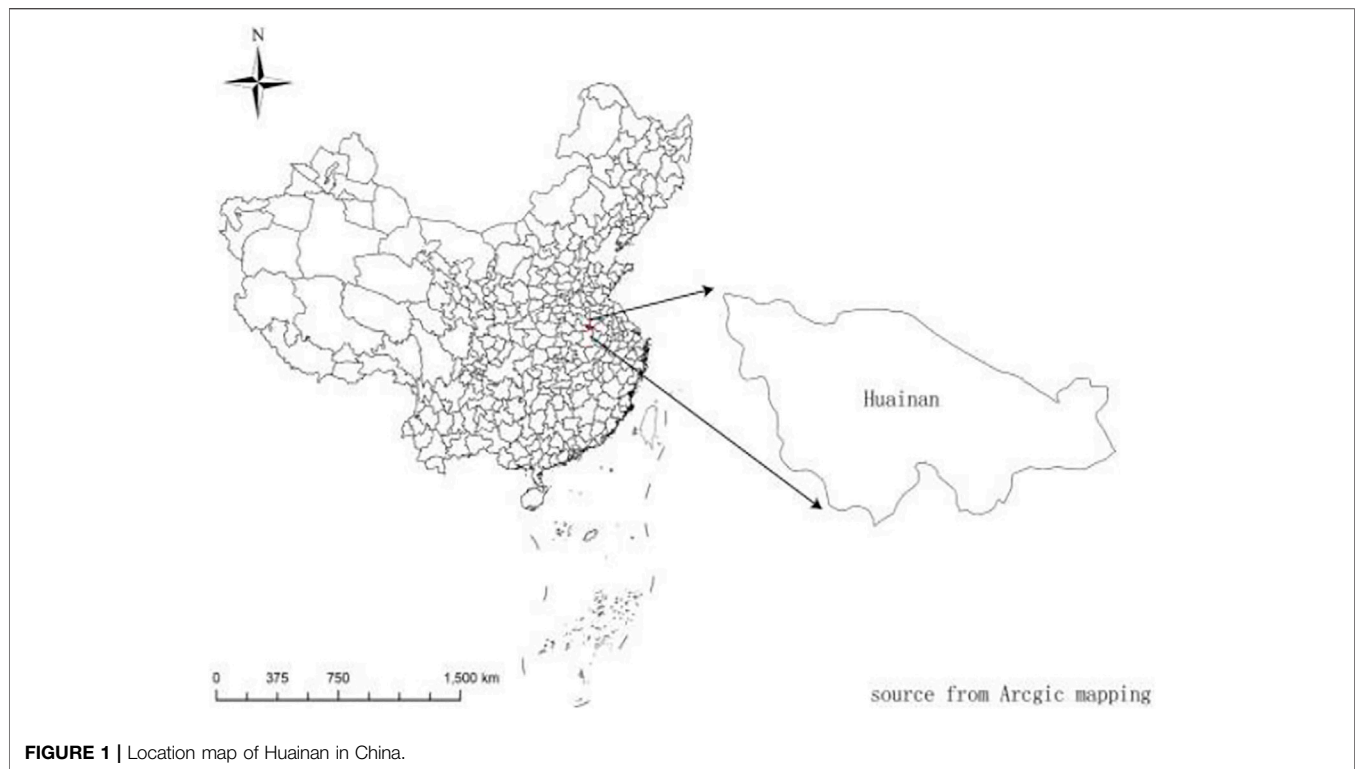 N
Huainan
0 375 750 1,500 km
source from Arcgic mapping
FIGURE 1 | Location map of Huainan in China.